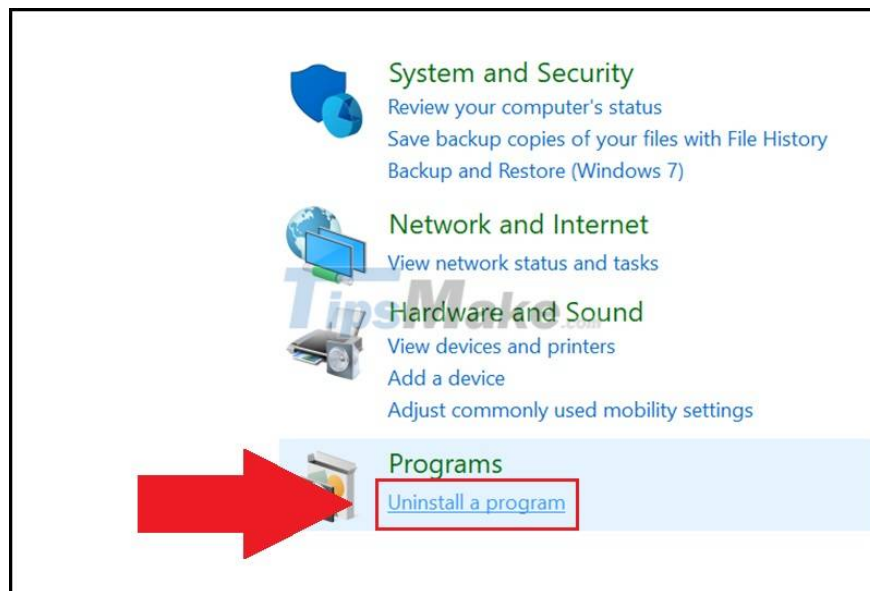 System and Security
Review your computer's status
Save backup copies of your files with File History
Backup and Restore (Windows 7)
Network and Internet
View network status and tasks
TipsMake.com
Hardware and Sound
View devices and printers
Add a device
Adjust commonly used mobility settings
Programs
Uninstall a program